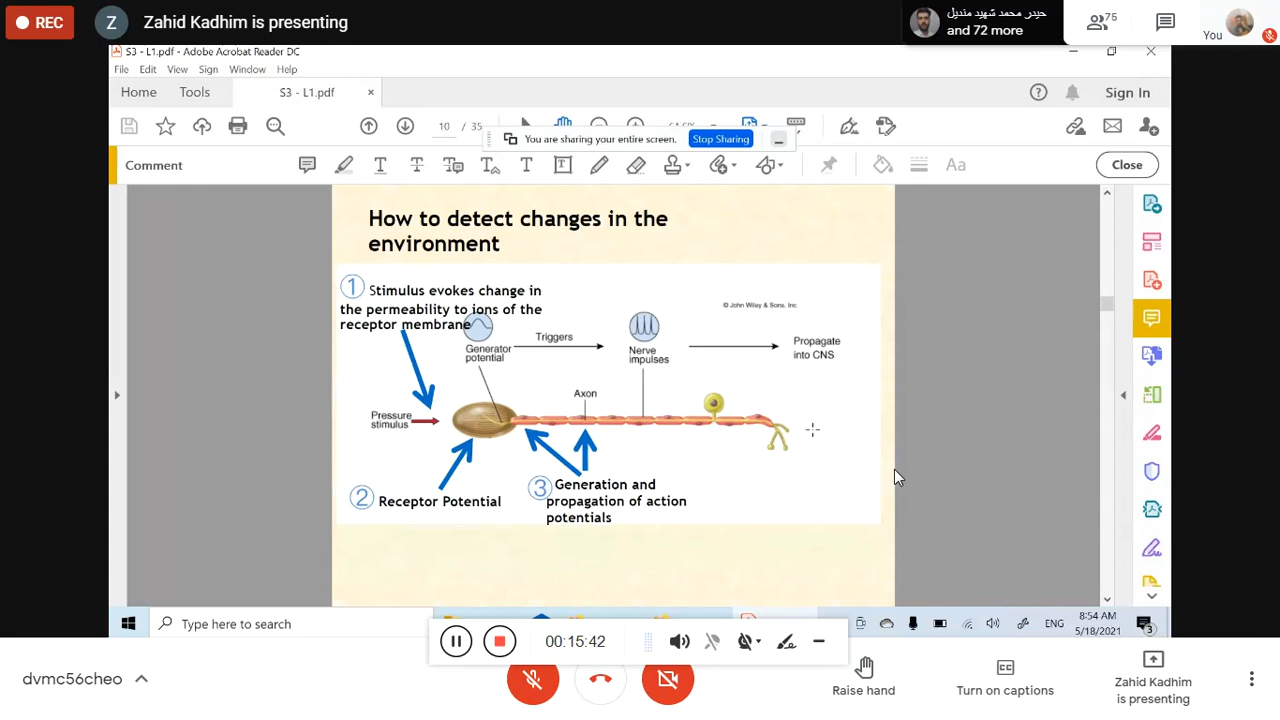 REC
Z
Zahid Kadhim is presenting
حيدر محمد شهيد منديل
and 72 more
75
You
S3 - L1.pdf - Adobe Acrobat Reader DC
File Edit View Sign Window Help
Home Tools S3 - L1.pdf × Sign In
10 / 35
You are sharing your entire screen. Stop Sharing
Comment
Aa
Close
How to detect changes in the
environment
1 Stimulus evokes change in
the permeability to ions of the
receptor membrane
© John Wiley & Sons, Inc
Generator
potential
Triggers
Nerve
impulses
Propagate
into CNS
Axon
Pressure
stimulus
2 Receptor Potential
3 Generation and
propagation of action
potentials
Type here to search
ENG
8:54 AM
5/18/2021
3
00:15:42
dvmc56cheo
Raise hand
Turn on captions
Zahid Kadhim
is presenting